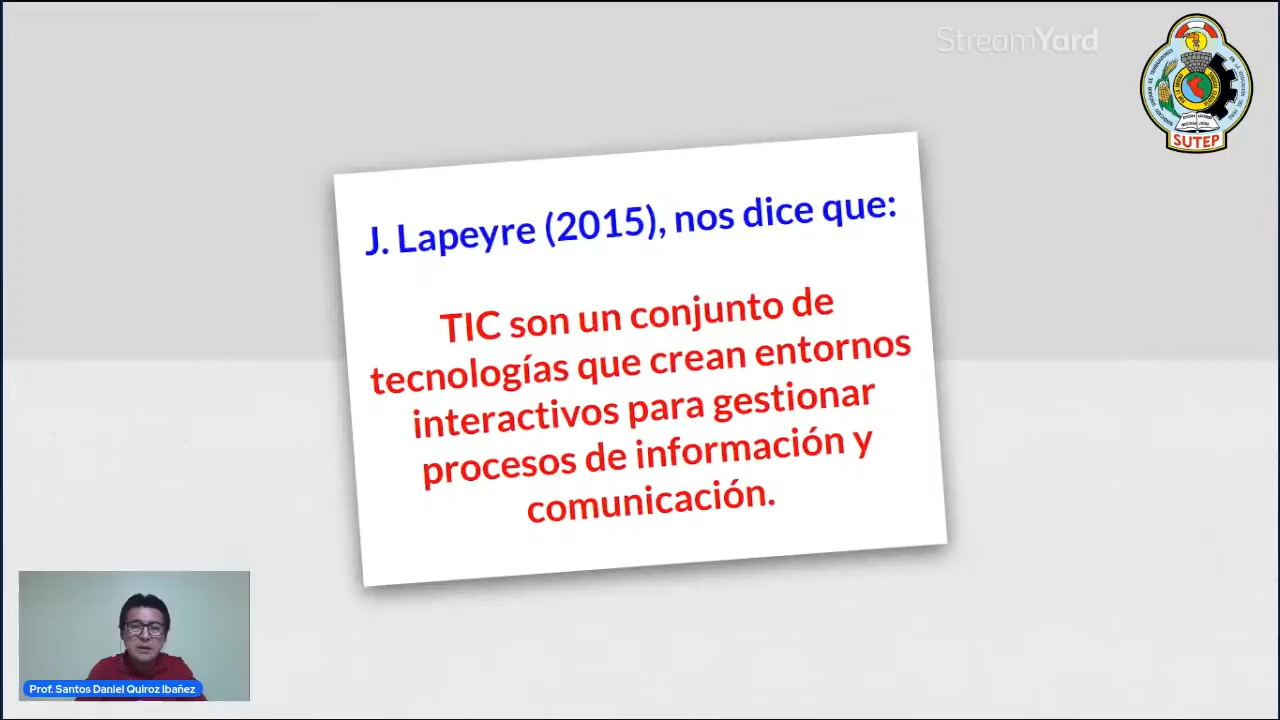 StreamYard
J. Lapeyre (2015), nos dice que:
TIC son un conjunto de
tecnologías que crean entornos
interactivos para gestionar
procesos de información y
comunicación.
SUTEP
Prof. Santos Daniel Quiroz Ibañez